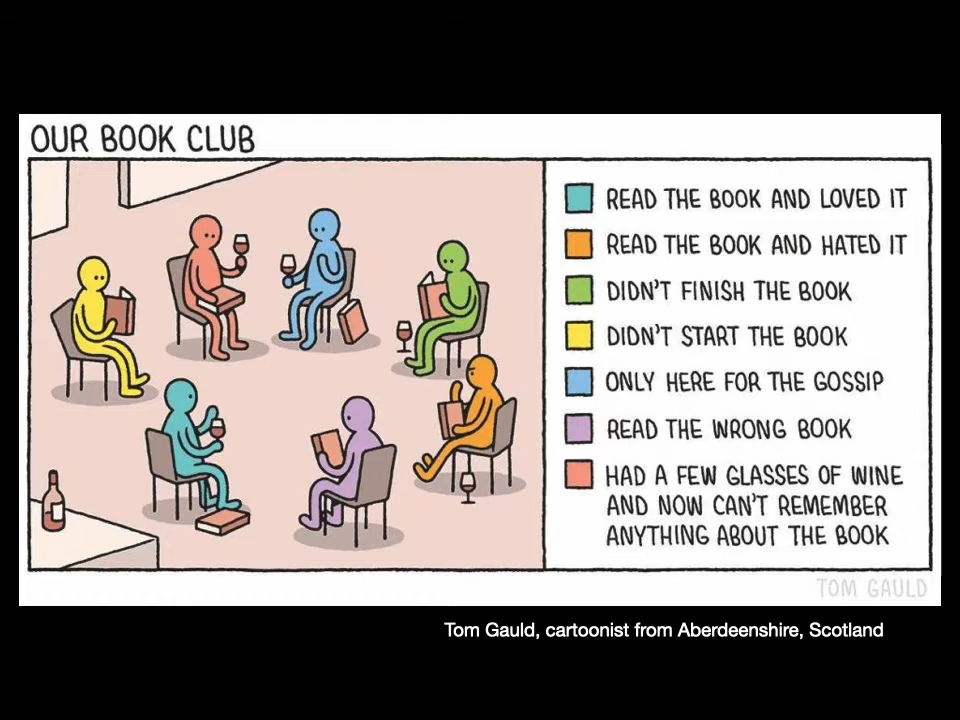 OUR BOOK CLUB
READ THE BOOK AND LOVED IT
READ THE BOOK AND HATED IT
DIDN'T FINISH THE BOOK
DIDN'T START THE BOOK
ONLY HERE FOR THE GOSSIP
READ THE WRONG BOOK
HAD A FEW GLASSES OF WINE
AND NOW CAN'T REMEMBER
ANYTHING ABOUT THE BOOK
TOM GAULD
Tom Gauld, cartoonist from Aberdeenshire, Scotland